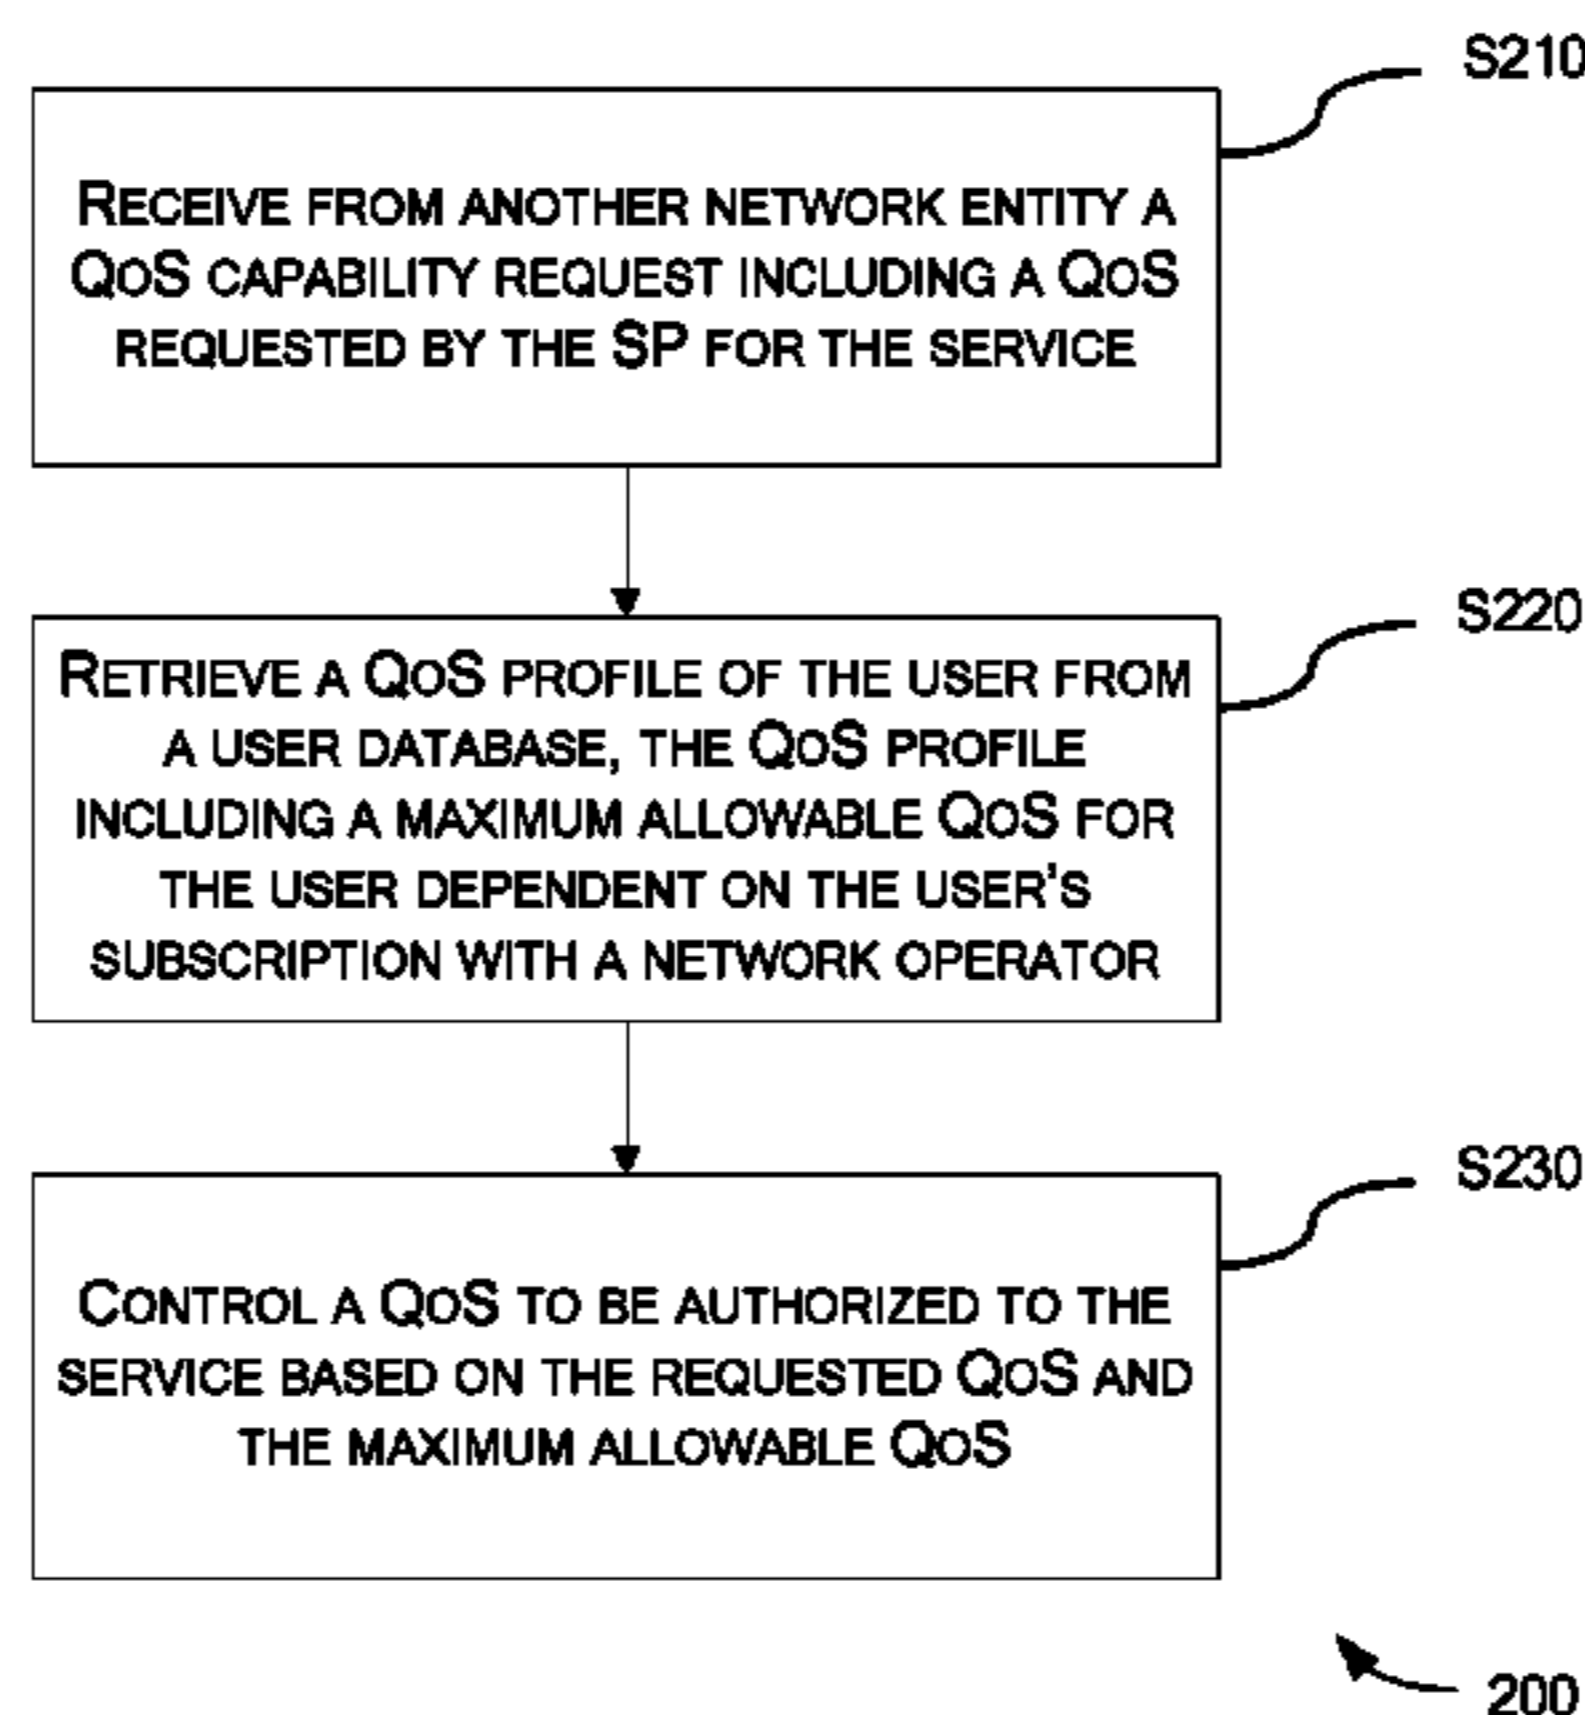 S210
RECEIVE FROM ANOTHER NETWORK ENTITY A
QOS CAPABILITY REQUEST INCLUDING A QOS
REQUESTED BY THE SP FOR THE SERVICE
S220
RETRIEVE A QOS PROFILE OF THE USER FROM
A USER DATABASE, THE QOS PROFILE
INCLUDING A MAXIMUM ALLOWABLE QOS FOR
THE USER DEPENDENT ON THE USER'S
SUBSCRIPTION WITH A NETWORK OPERATOR
S230
CONTROL A QOS TO BE AUTHORIZED TO THE
SERVICE BASED ON THE REQUESTED QOS AND
THE MAXIMUM ALLOWABLE QOS
200